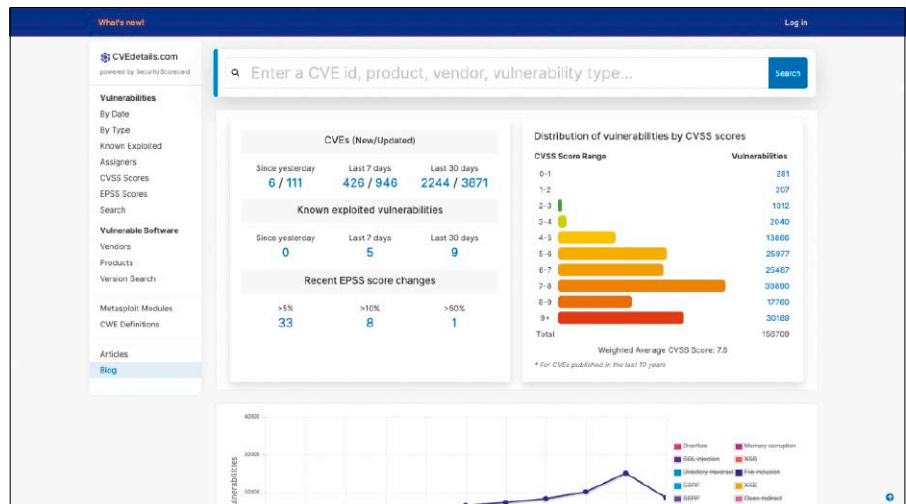 What's new!
Log in
CVEdetails.com
powered by SecurityScorecard
Enter a CVE id, product, vendor, vulnerability type...
Search
Vulnerabilities
By Date
By Type
Known Exploited
Assigners
CVSS Scores
EPSS Scores
Search
Vulnerable Software
Vendors
Products
Version Search
Metasploit Modules
CWE Definitions
Articles
Blog
CVEs (New/Updated)
Since yesterday Last 7 days Last 30 days
6 / 111 426 / 946 2244 / 3871
Known exploited vulnerabilities
Since yesterday Last 7 days Last 30 days
0 5 9
Recent EPSS score changes
>5% >10% >50%
33 8 1
Distribution of vulnerabilities by CVSS scores
CVSS Score Range Vulnerabilities
0-1 281
1-2 207
2-3 1012
3-4 2040
4-5 13866
5-6 25977
6-7 25467
7-8
8-9 17760
9+ 30189
Total
Weighted Average CVSS Score: 7.6
* For CVEs published in the last 10 years
Overflow Memory corruption
SQL injection XSS
Directory traversal File inclusion
CSRF XXE
SSRF Open redirect